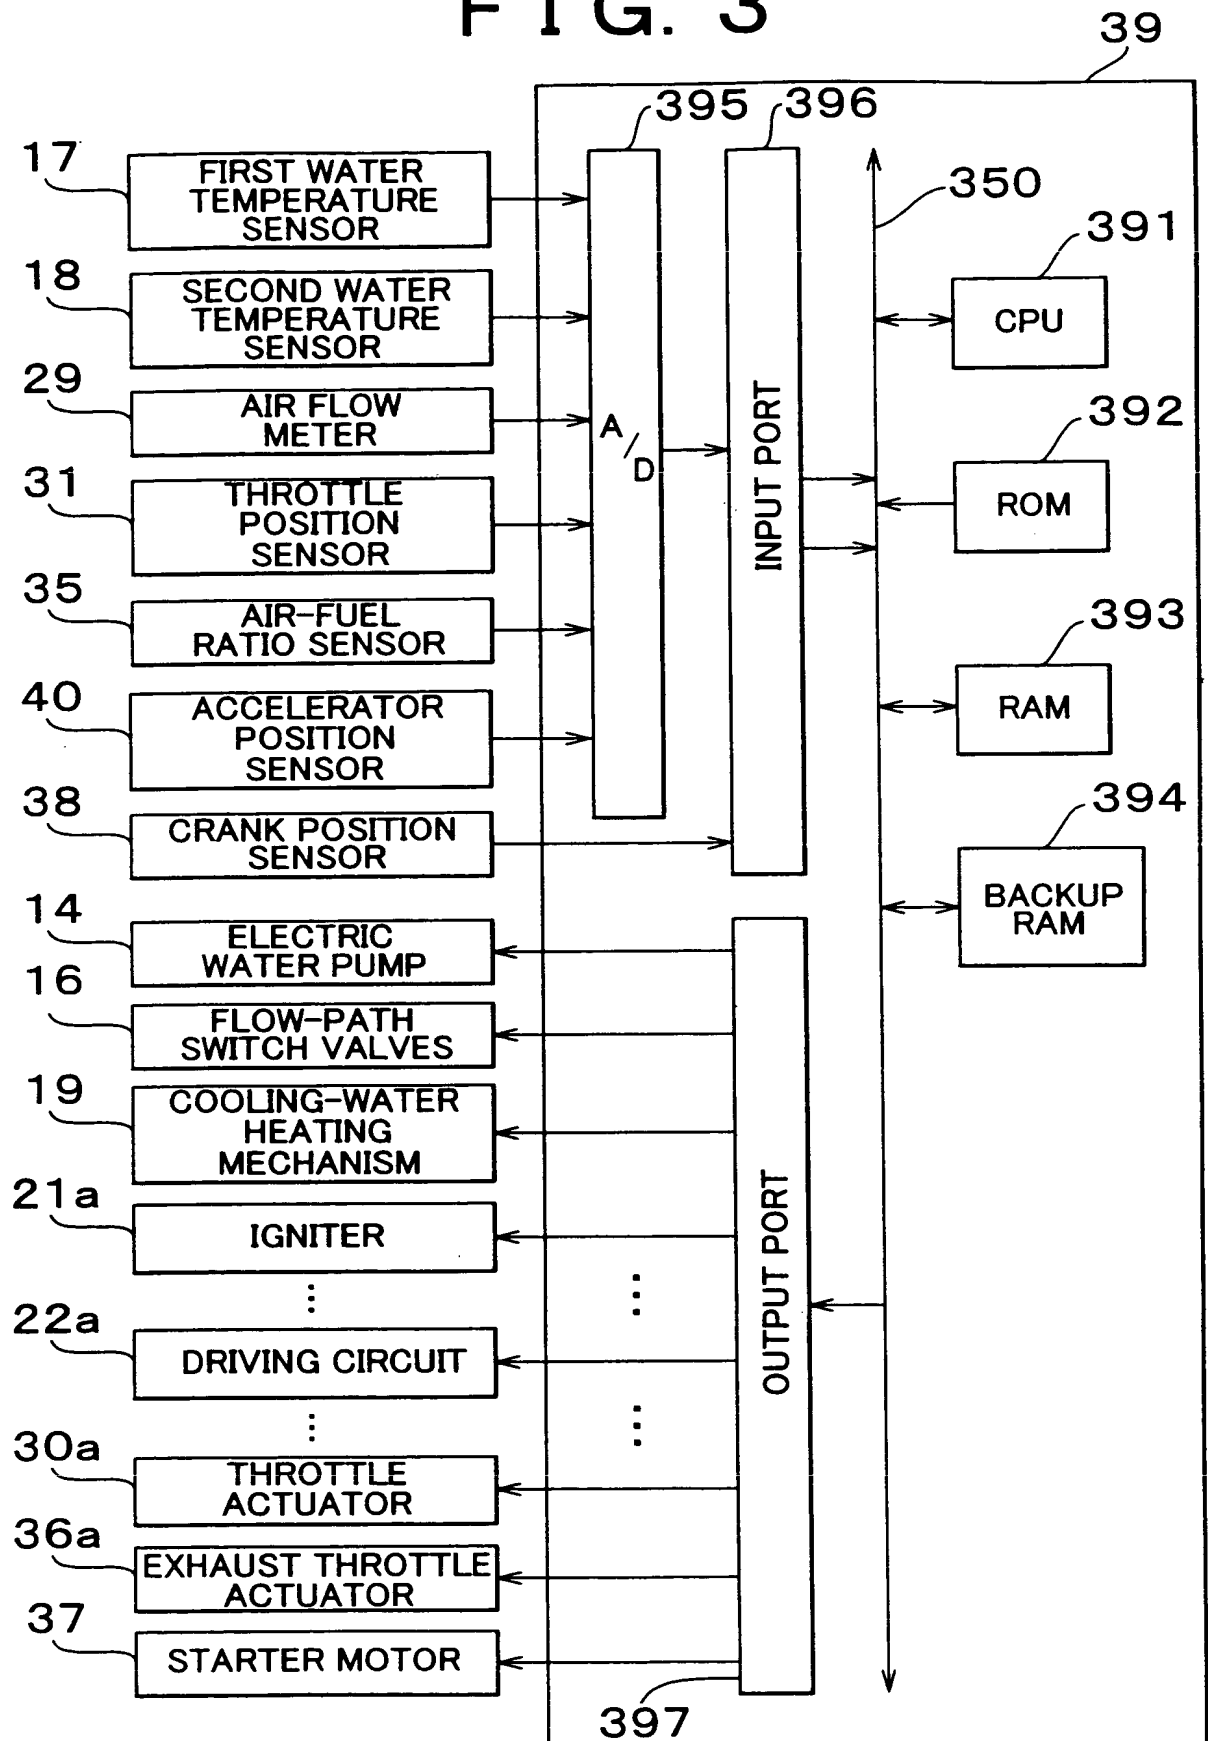 FIG. 3
39
395
396
17
FIRST WATER
TEMPERATURE
SENSOR
350
391
18
SECOND WATER
TEMPERATURE
SENSOR
CPU
29
AIR FLOW
METER
392
A/D
INPUT PORT
31
THROTTLE
POSITION
SENSOR
ROM
35
AIR-FUEL
RATIO SENSOR
393
40
ACCELERATOR
POSITION
SENSOR
RAM
38
CRANK POSITION
SENSOR
394
BACKUP
RAM
14
ELECTRIC
WATER PUMP
16
FLOW-PATH
SWITCH VALVES
19
COOLING-WATER
HEATING
MECHANISM
21a
IGNITER
OUTPUT PORT
22a
DRIVING CIRCUIT
30a
THROTTLE
ACTUATOR
36a
EXHAUST THROTTLE
ACTUATOR
37
STARTER MOTOR
397